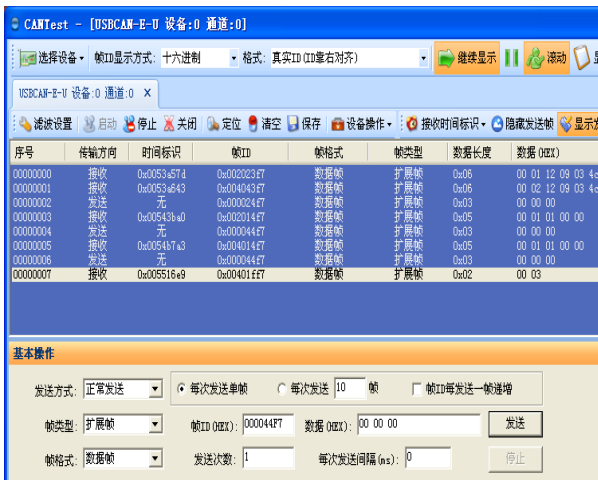 CANTest - [USBCAN-E-U 设备:0 通道:0]
选择设备 帧ID显示方式: 十六进制 格式: 真实ID(ID靠右对齐) 继续显示 滚动
USBCAN-E-U 设备:0 通道:0 ×
滤波设置 启动 停止 关闭 定位 清空 保存 设备操作 接收时间标识 隐藏发送帧 显示发
序号 传输方向 时间标识 帧ID 帧格式 帧类型 数据长度 数据(HEX)
00000000 接收 0x0053a57d 0x002023f7 数据帧 扩展帧 0x06 00 01 12 09 03 4c
00000001 接收 0x0053a643 0x004043f7 数据帧 扩展帧 0x06 00 02 12 09 03 4c
00000002 发送 无 0x000024f7 数据帧 扩展帧 0x03 00 00 00
00000003 接收 0x00543ba0 0x002014f7 数据帧 扩展帧 0x05 00 01 01 00 00
00000004 发送 无 0x000044f7 数据帧 扩展帧 0x03 00 00 00
00000005 接收 0x0054b7a3 0x004014f7 数据帧 扩展帧 0x05 00 01 01 00 00
00000006 发送 无 0x000044f7 数据帧 扩展帧 0x03 00 00 00
00000007 接收 0x005516e9 0x00401ff7 数据帧 扩展帧 0x02 00 03
基本操作
发送方式: 正常发送 每次发送单帧 每次发送 10 帧 帧ID每发送一帧递增
帧类型: 扩展帧 帧ID(HEX): 000044F7 数据(HEX): 00 00 00 发送
帧格式: 数据帧 发送次数: 1 每次发送间隔(ms): 0 停止